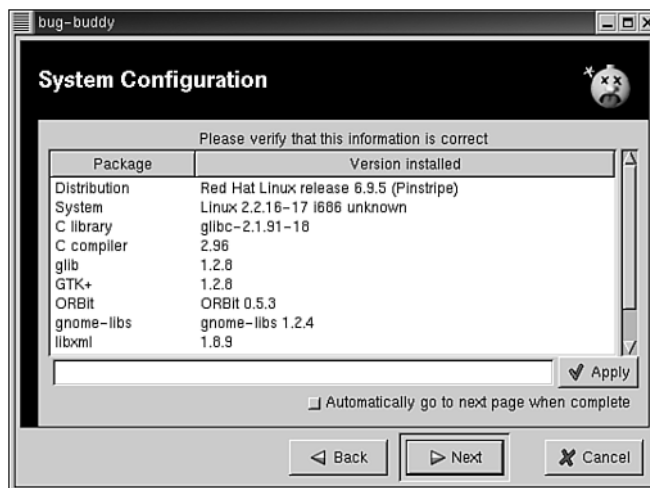 bug-buddy
System Configuration
Please verify that this information is correct
Package Version installed
Distribution Red Hat Linux release 6.9.5 (Pinstripe)
System Linux 2.2.16-17 i686 unknown
C library glibc-2.1.91-18
C compiler 2.96
glib 1.2.8
GTK+ 1.2.8
ORBit ORBit 0.5.3
gnome-libs gnome-libs 1.2.4
libxml 1.8.9
Apply
Automatically go to next page when complete
Back Next Cancel